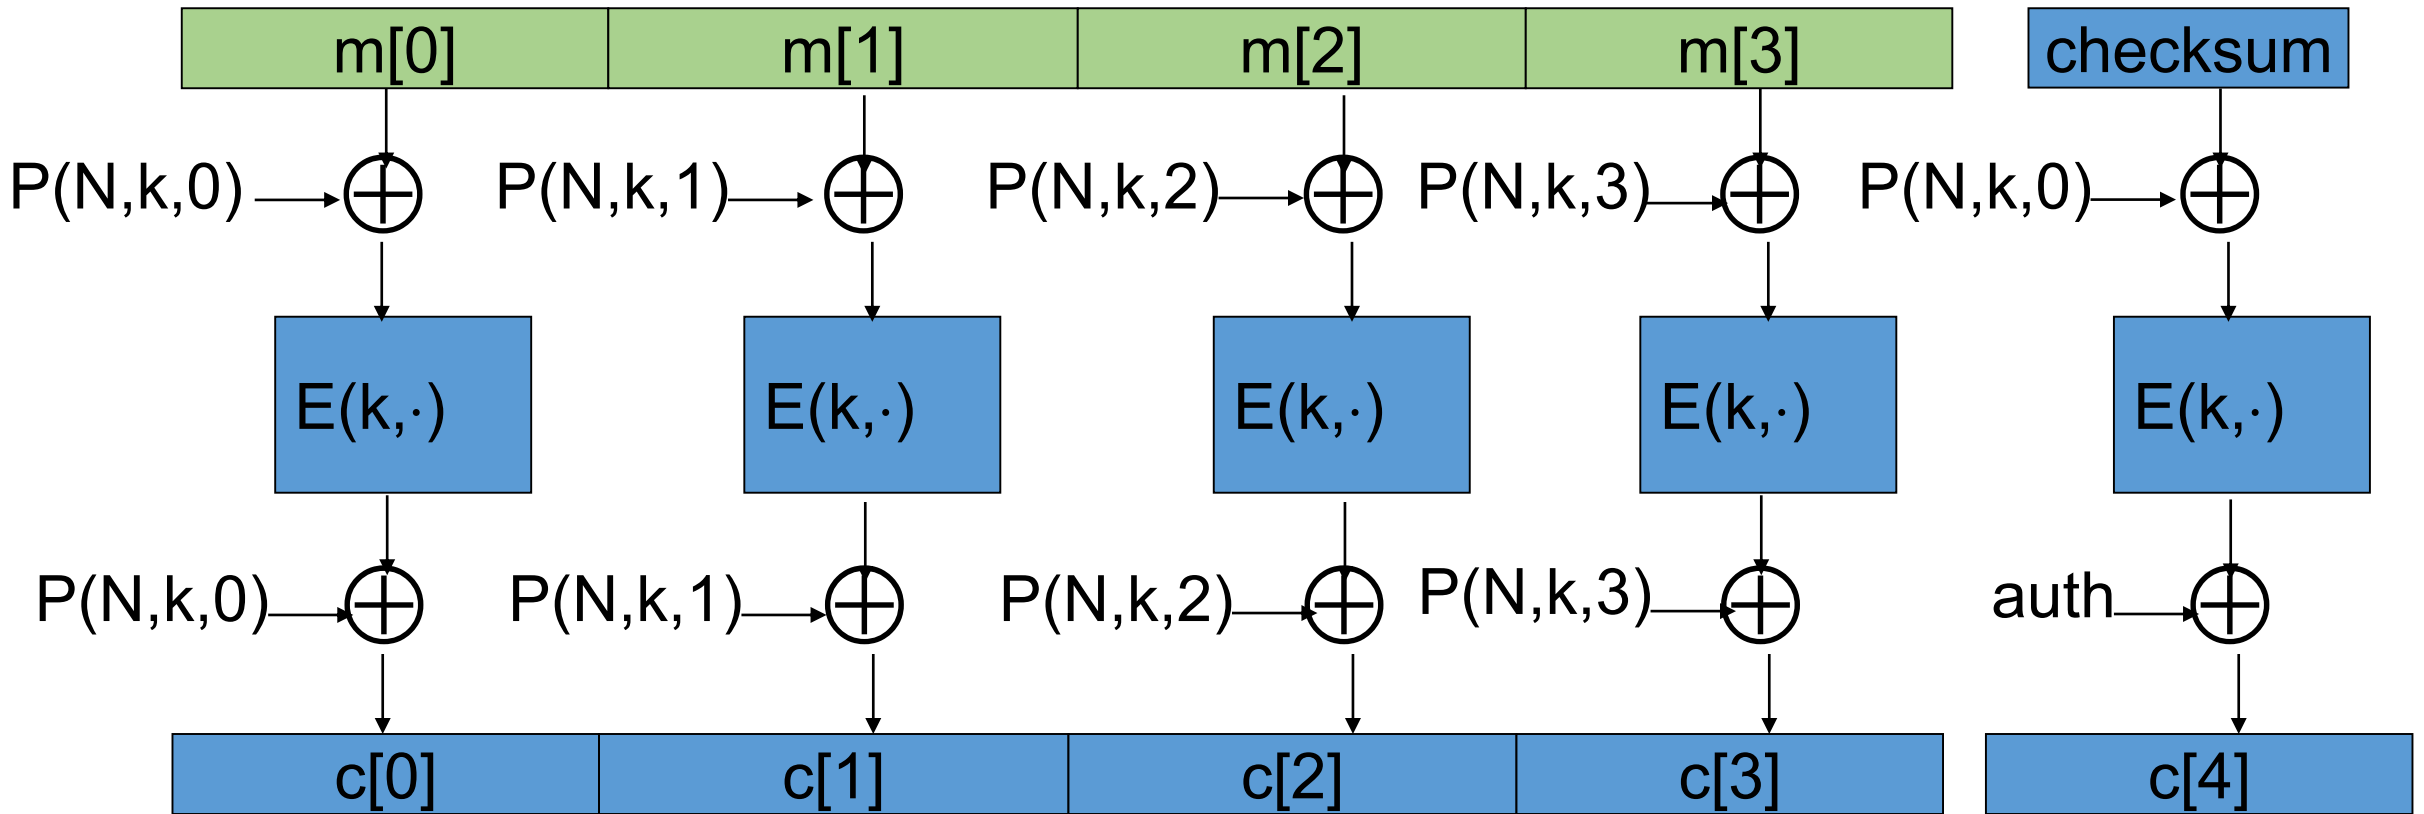 m[0] m[1] m[2] m[3] checksum
P(N,k,0) P(N,k,1) P(N,k,2) P(N,k,3) P(N,k,0)
E(k,·) E(k,·) E(k,·) E(k,·) E(k,·)
P(N,k,0) P(N,k,1) P(N,k,2) P(N,k,3) auth
c[0] c[1] c[2] c[3] c[4]